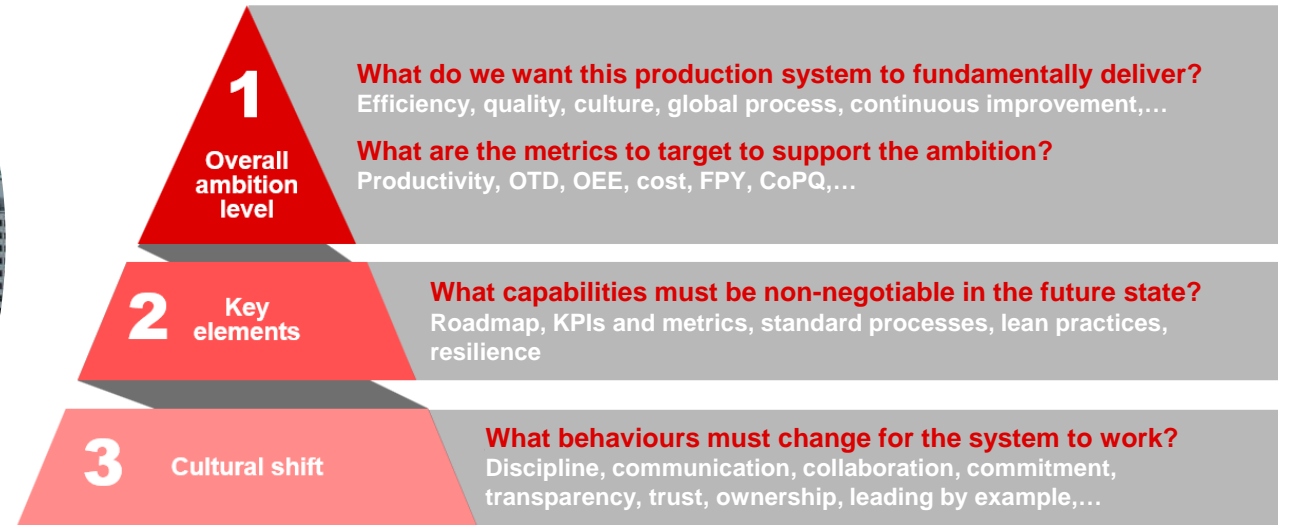 1
Overall
ambition
level
What do we want this production system to fundamentally deliver?
Efficiency, quality, culture, global process, continuous improvement,…
What are the metrics to target to support the ambition?
Productivity, OTD, OEE, cost, FPY, CoPQ,…
2
Key
elements
What capabilities must be non-negotiable in the future state?
Roadmap, KPIs and metrics, standard processes, lean practices,
resilience
3
Cultural shift
What behaviours must change for the system to work?
Discipline, communication, collaboration, commitment,
transparency, trust, ownership, leading by example,…